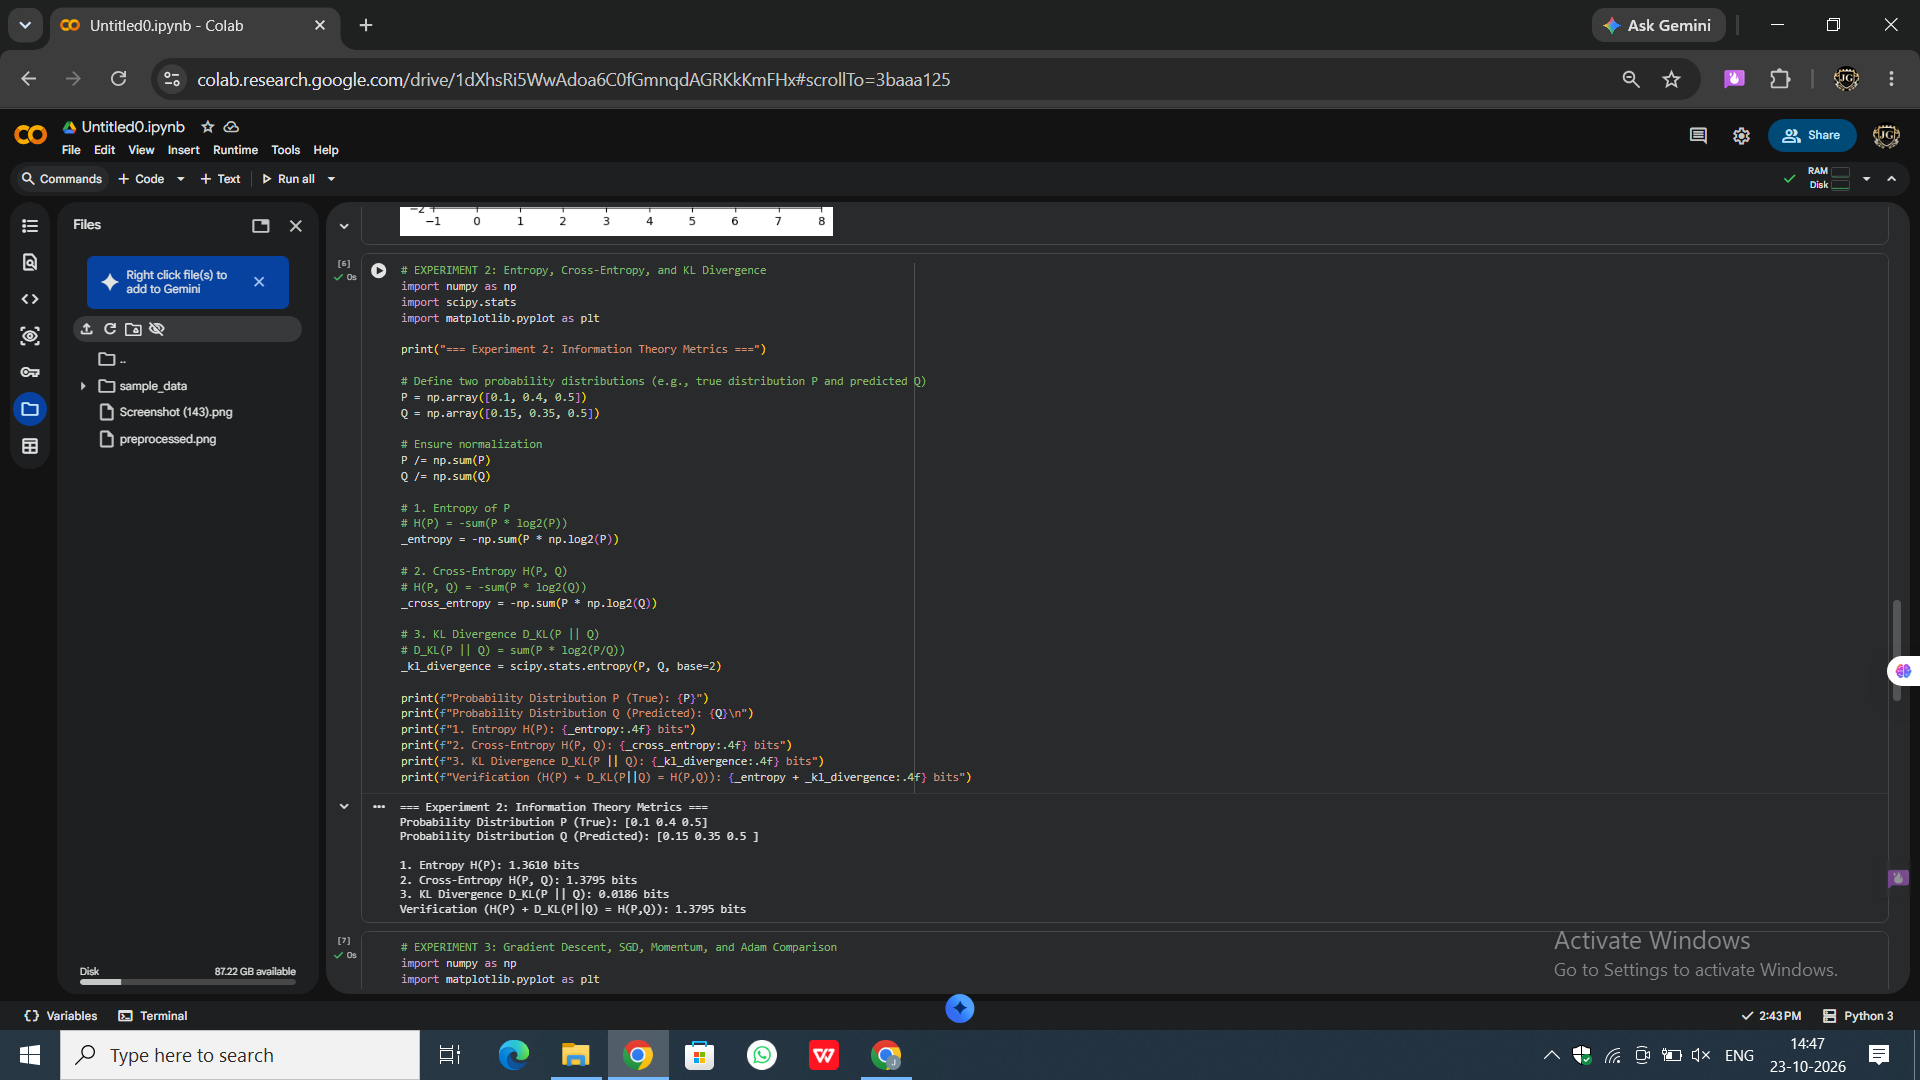 Untitled0.ipynb - Colab
Ask Gemini
colab.research.google.com/drive/1dXhsRi5WwAdoa6C0fGmnqdAGRKkKmFHx#scrollTo=3baaa125
Untitled0.ipynb
File Edit View Insert Runtime Tools Help
Share
Commands + Code + Text Run all
RAM
Disk
Files
Right click file(s) to
add to Gemini
..
sample_data
Screenshot (143).png
preprocessed.png
Disk 87.22 GB available
−2
−1 0 1 2 3 4 5 6 7 8
[6]
0s
# EXPERIMENT 2: Entropy, Cross-Entropy, and KL Divergence
import numpy as np
import scipy.stats
import matplotlib.pyplot as plt
print("=== Experiment 2: Information Theory Metrics ===")
# Define two probability distributions (e.g., true distribution P and predicted Q)
P = np.array([0.1, 0.4, 0.5])
Q = np.array([0.15, 0.35, 0.5])
# Ensure normalization
P /= np.sum(P)
Q /= np.sum(Q)
# 1. Entropy of P
# H(P) = -sum(P * log2(P))
_entropy = -np.sum(P * np.log2(P))
# 2. Cross-Entropy H(P, Q)
# H(P, Q) = -sum(P * log2(Q))
_cross_entropy = -np.sum(P * np.log2(Q))
# 3. KL Divergence D_KL(P || Q)
# D_KL(P || Q) = sum(P * log2(P/Q))
_kl_divergence = scipy.stats.entropy(P, Q, base=2)
print(f"Probability Distribution P (True): {P}")
print(f"Probability Distribution Q (Predicted): {Q}\n")
print(f"1. Entropy H(P): {_entropy:.4f} bits")
print(f"2. Cross-Entropy H(P, Q): {_cross_entropy:.4f} bits")
print(f"3. KL Divergence D_KL(P || Q): {_kl_divergence:.4f} bits")
print(f"Verification (H(P) + D_KL(P||Q) = H(P,Q)): {_entropy + _kl_divergence:.4f} bits")
=== Experiment 2: Information Theory Metrics ===
Probability Distribution P (True): [0.1 0.4 0.5]
Probability Distribution Q (Predicted): [0.15 0.35 0.5 ]
1. Entropy H(P): 1.3610 bits
2. Cross-Entropy H(P, Q): 1.3795 bits
3. KL Divergence D_KL(P || Q): 0.0186 bits
Verification (H(P) + D_KL(P||Q) = H(P,Q)): 1.3795 bits
[7]
0s
# EXPERIMENT 3: Gradient Descent, SGD, Momentum, and Adam Comparison
import numpy as np
import matplotlib.pyplot as plt
Activate Windows
Go to Settings to activate Windows.
Variables Terminal
2:43PM Python 3
Type here to search
ENG
14:47
23-10-2026